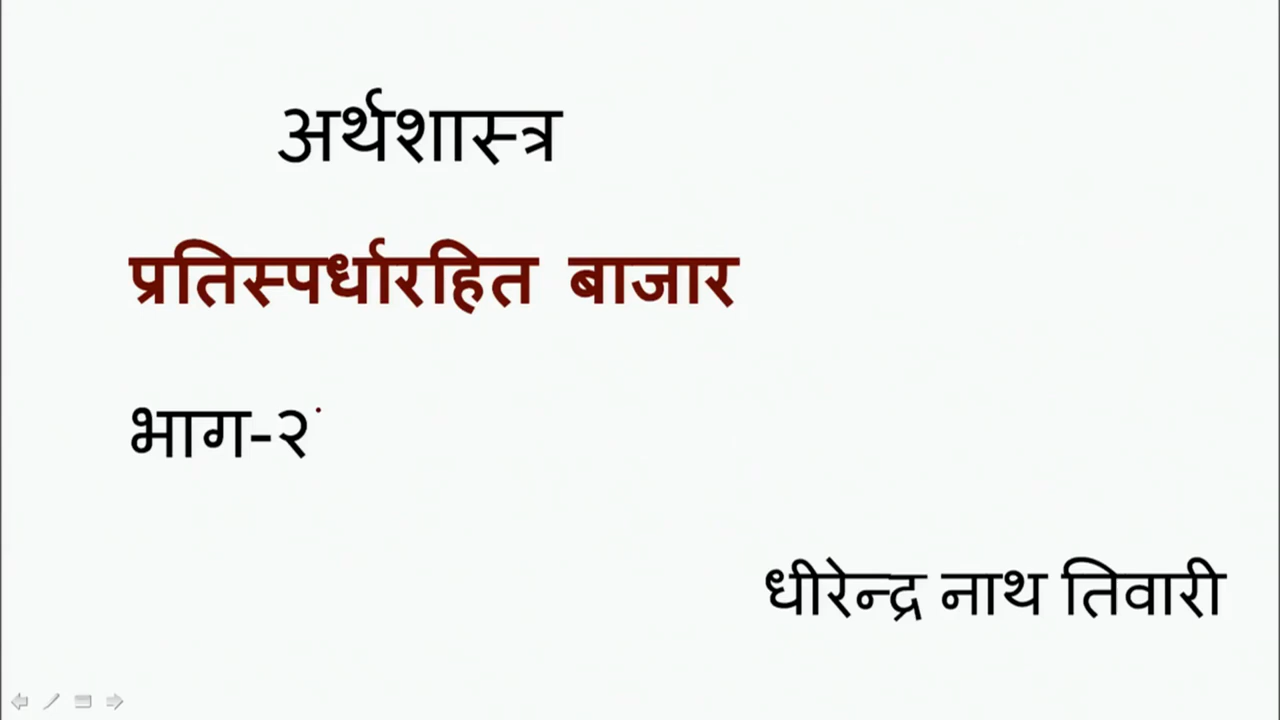 अर्थशास्त्र
प्रतिस्पर्धारहित बाजार
भाग-२
धीरेन्द्र नाथ तिवारी